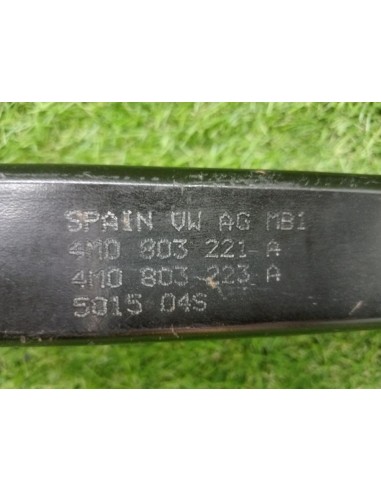 SPAIN VW AG MB1
4M0 803 221 A
4M0 803 223 A
5015 04S